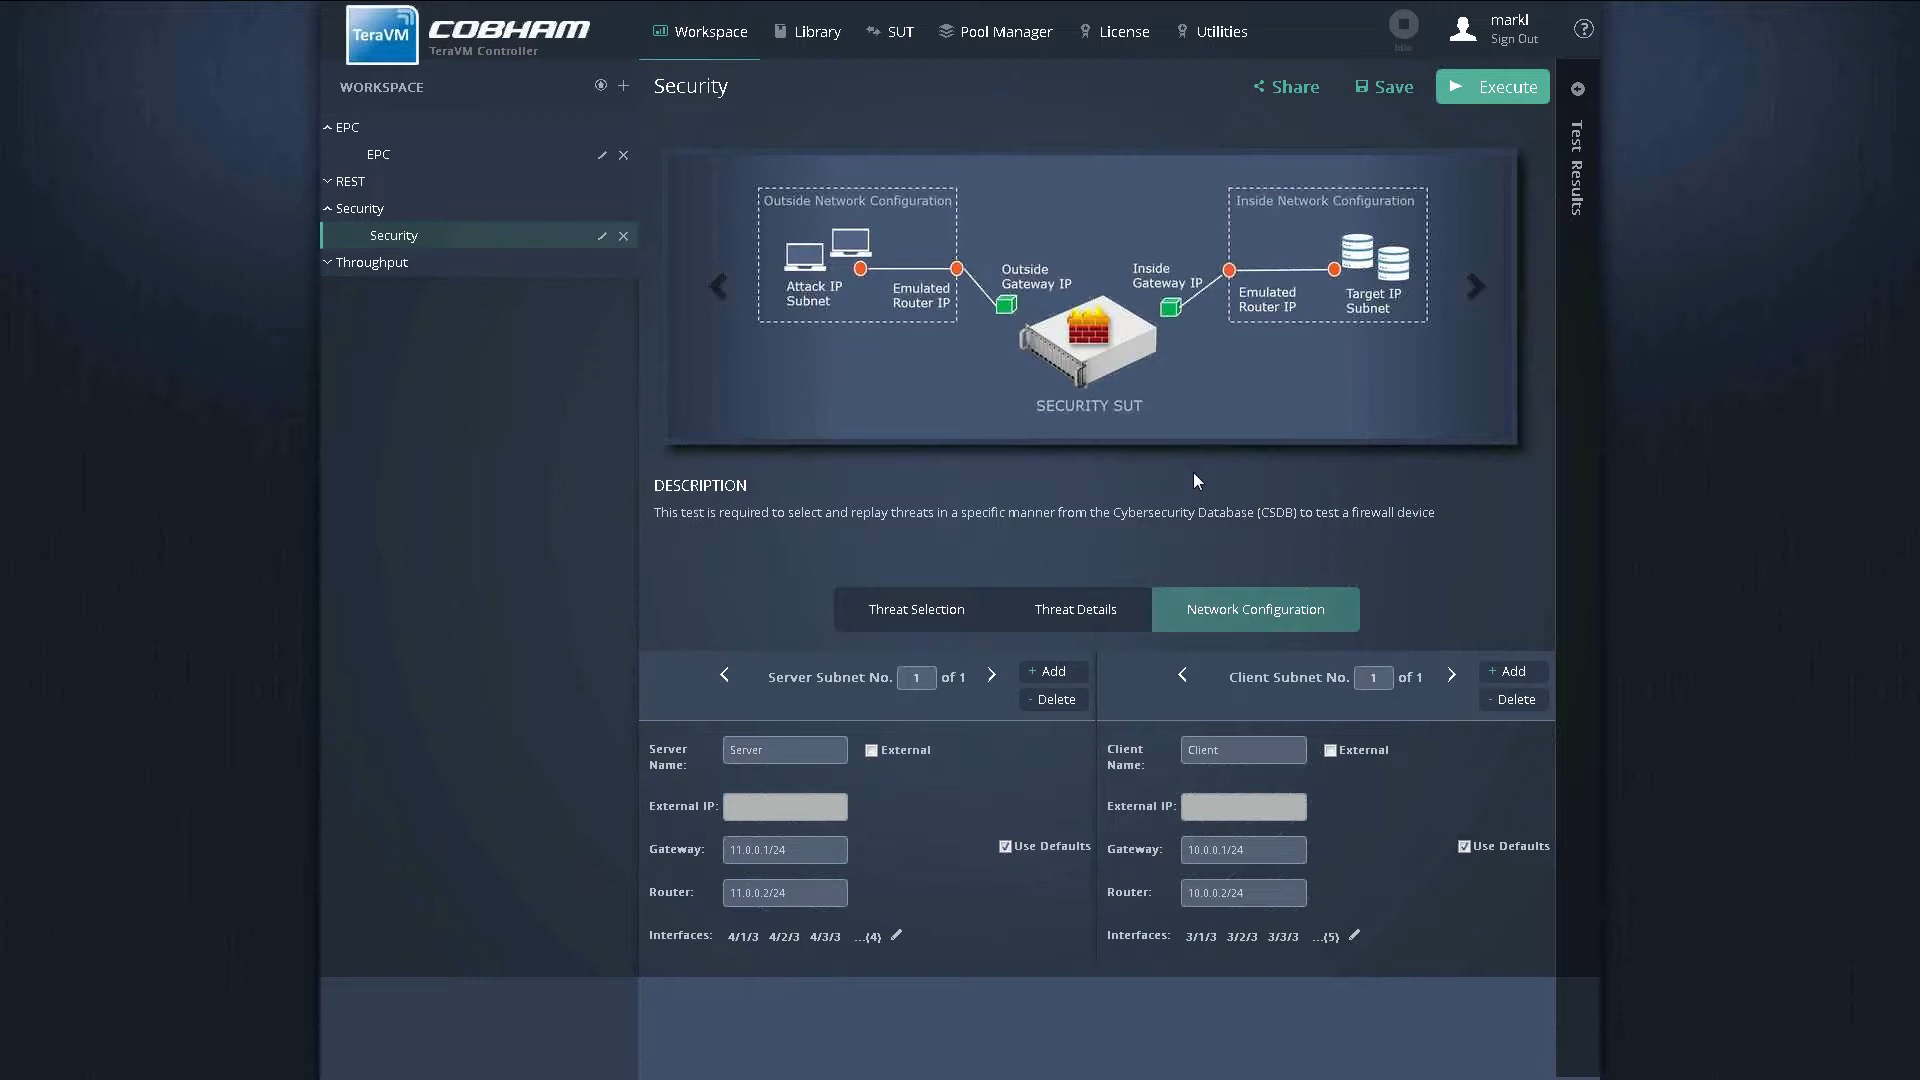 TeraVM
COBHAM
TeraVM Controller
Workspace
Library
SUT
Pool Manager
License
Utilities
Idle
markl
Sign Out
?
WORKSPACE
EPC
EPC
REST
Security
Security
Throughput
Security
Share
Save
Execute
Test Results
Outside Network Configuration
Inside Network Configuration
Attack IP
Subnet
Emulated
Router IP
Outside
Gateway IP
Inside
Gateway IP
Emulated
Router IP
Target IP
Subnet
SECURITY SUT
DESCRIPTION
This test is required to select and replay threats in a specific manner from the Cybersecurity Database (CSDB) to test a firewall device
Threat Selection
Threat Details
Network Configuration
Server Subnet No. 1 of 1
+ Add
- Delete
Client Subnet No. 1 of 1
+ Add
- Delete
Server
Name:
Server
External
Client
Name:
Client
External
External IP:
External IP:
Gateway: 11.0.0.1/24
Use Defaults
Gateway: 10.0.0.1/24
Use Defaults
Router: 11.0.0.2/24
Router: 10.0.0.2/24
Interfaces: 4/1/3 4/2/3 4/3/3 ...(4)
Interfaces: 3/1/3 3/2/3 3/3/3 ...(5)